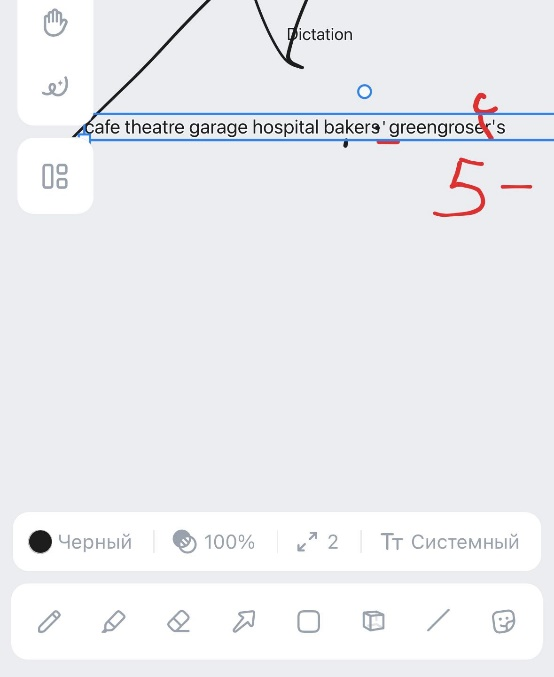 Dictation
cafe theatre garage hospital bakers' greengroser's
c
5-
Черный 100% 2 Тт Системный